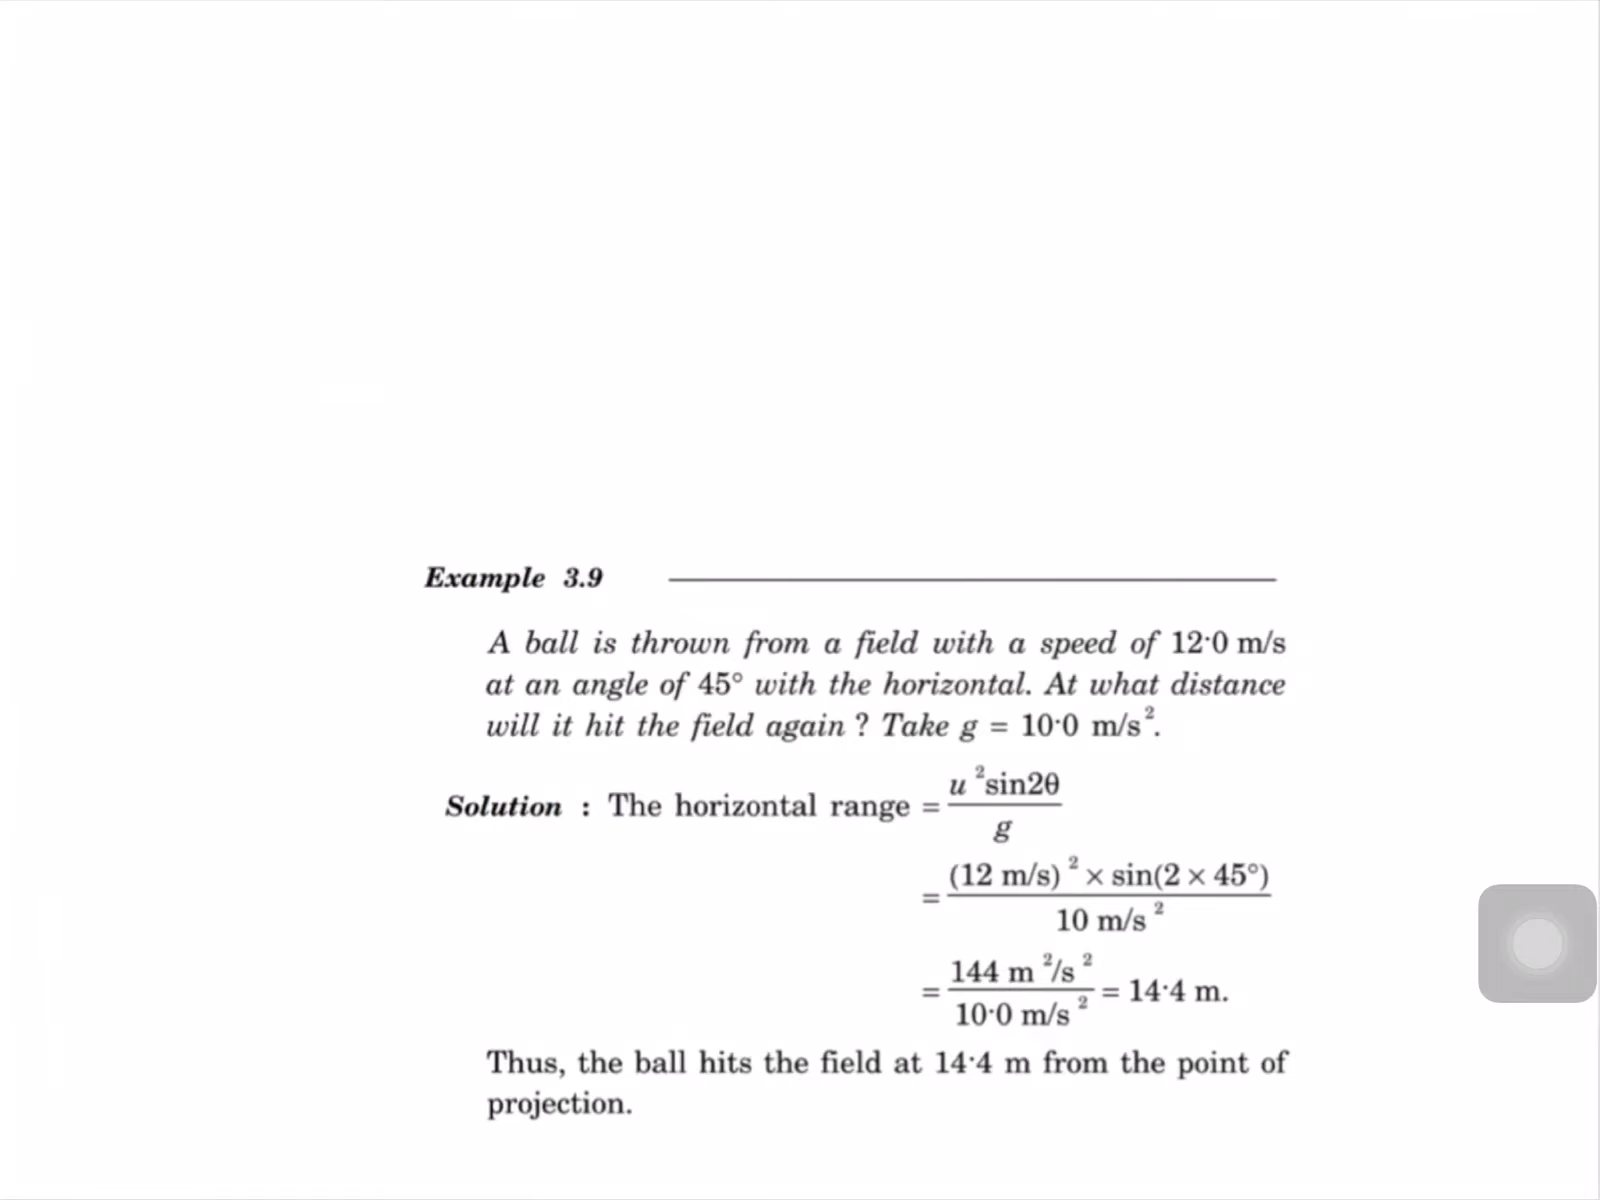 Example 3.9
A ball is thrown from a field with a speed of 12·0 m/s
at an angle of 45° with the horizontal. At what distance
will it hit the field again ? Take g = 10·0 m/s².
Solution : The horizontal range = u² sin2θ / g
= (12 m/s)² × sin(2 × 45°) / 10 m/s²
= 144 m²/s² / 10·0 m/s² = 14·4 m.
Thus, the ball hits the field at 14·4 m from the point of
projection.